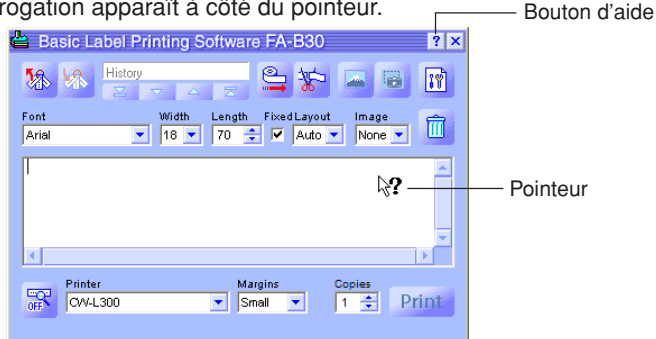 rogation apparaît à côté du pointeur.
Bouton d'aide
Basic Label Printing Software FA-B30 ? ×
History
Font Width Length Fixed Layout Image
Arial 18 70 Auto None
?
Pointeur
Printer Margins Copies
OFF CW-L300 Small 1 Print